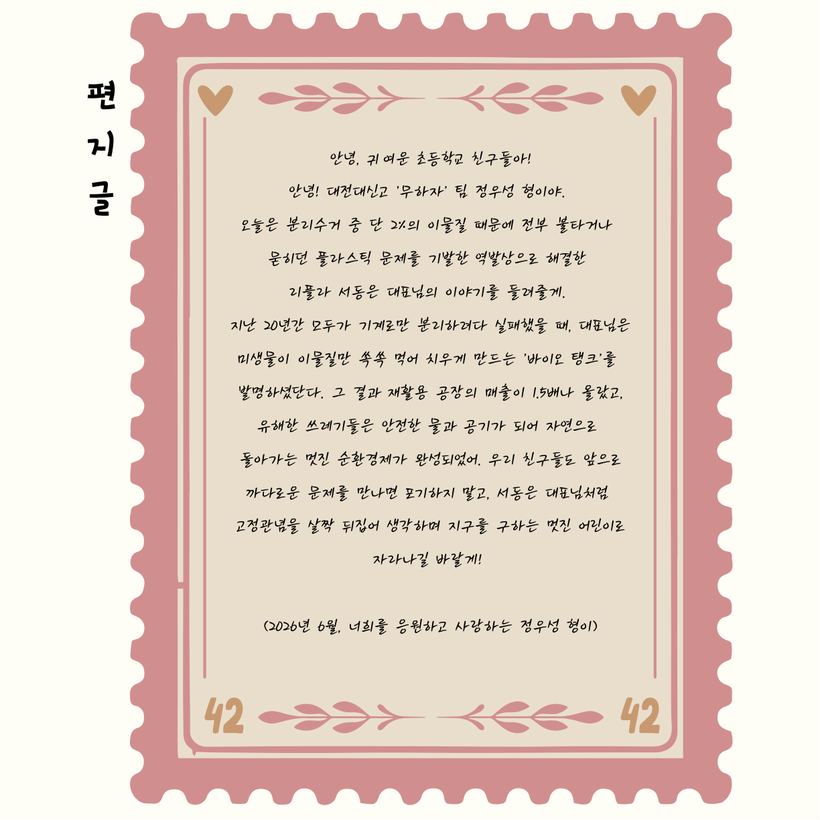 편
지
글
안녕, 귀여운 초등학교 친구들아!
안녕! 대전대신고 '무하자' 팀 정우성 형이야.
오늘은 분리수거 중 단 2%의 이물질 때문에 전부 불타거나
묻히던 플라스틱 문제를 기발한 역발상으로 해결한
리플라 서동은 대표님의 이야기를 들려줄게.
지난 20년간 모두가 기계로만 분리하려다 실패했을 때, 대표님은
미생물이 이물질만 쏙쏙 먹어 치우게 만드는 '바이오 탱크'를
발명하셨단다. 그 결과 재활용 공장의 매출이 1.5배나 올랐고,
유해한 쓰레기들은 안전한 물과 공기가 되어 자연으로
돌아가는 멋진 순환경제가 완성되었어. 우리 친구들도 앞으로
까다로운 문제를 만나면 포기하지 말고, 서동은 대표님처럼
고정관념을 살짝 뒤집어 생각하며 지구를 구하는 멋진 어린이로
자라나길 바랄게!
(2026년 6월, 너희를 응원하고 사랑하는 정우성 형이)
42 42